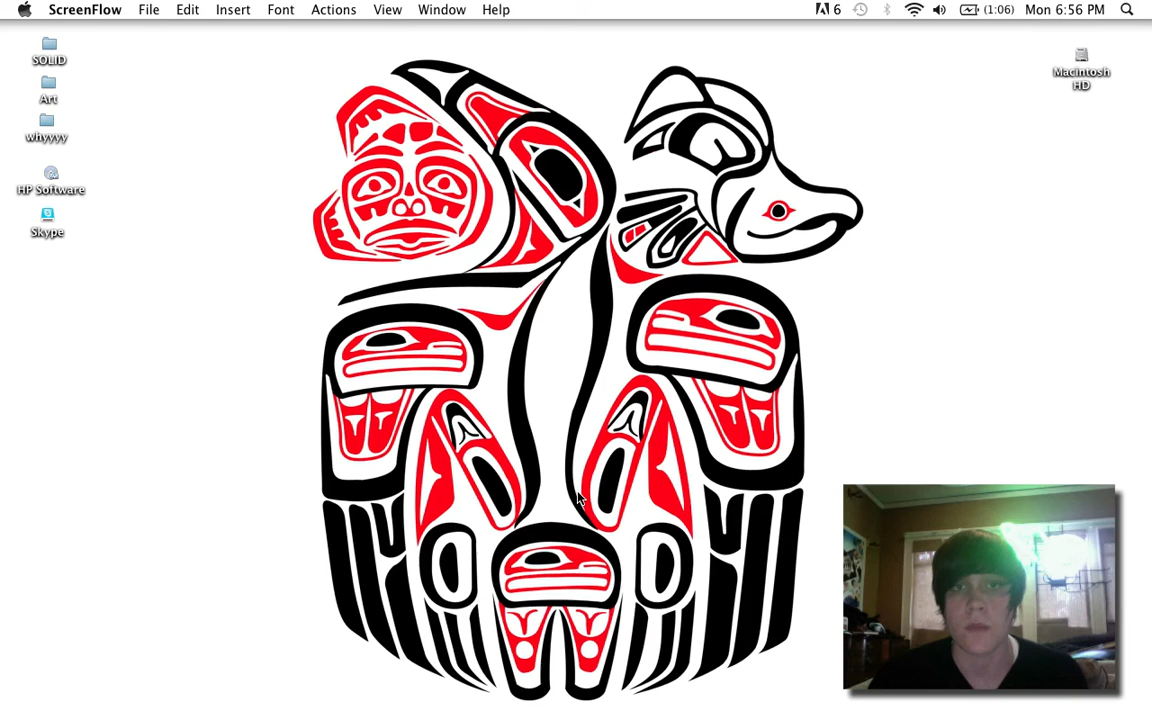 ScreenFlow File Edit Insert Font Actions View Window Help 6 (1:06) Mon 6:56 PM
SOLID
Art
whyyyy
HP Software
Skype
Macintosh
HD